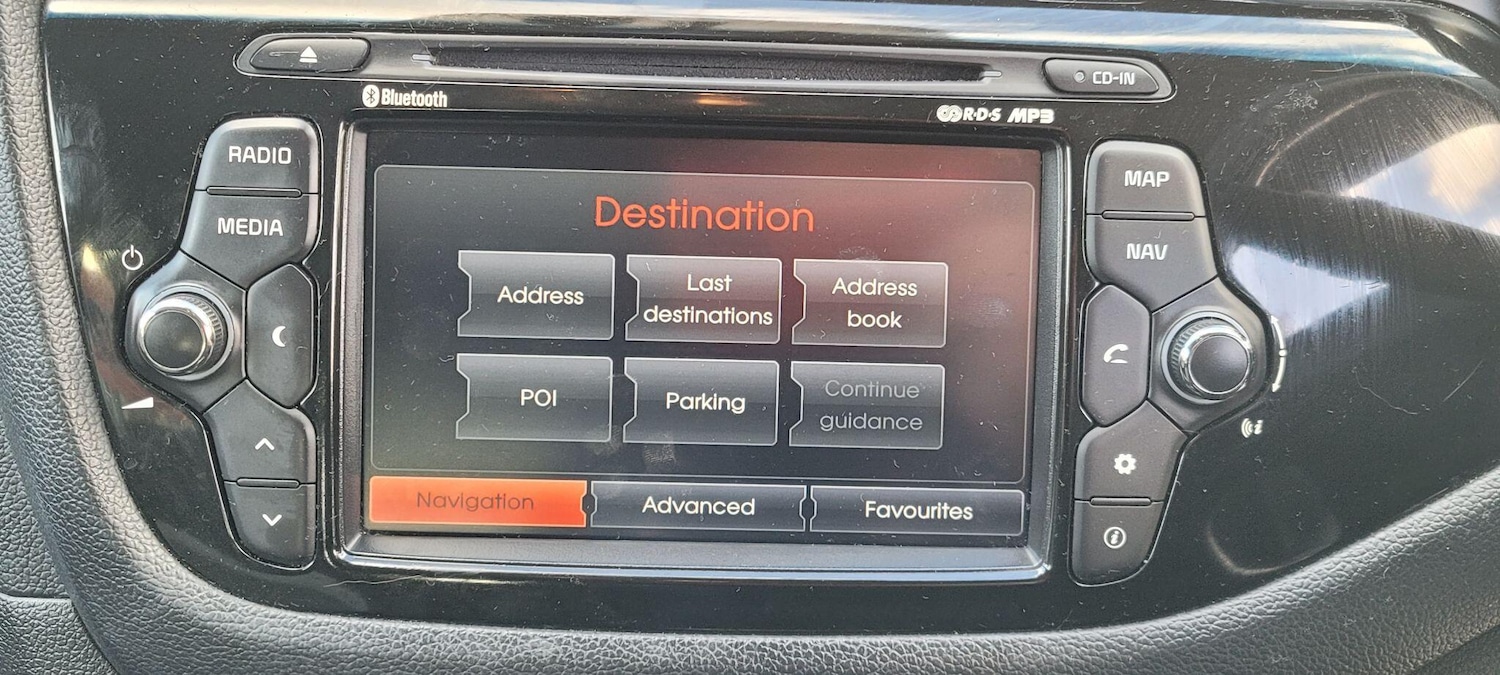 CD-IN
Bluetooth
R·D·S MP3
RADIO
MEDIA
MAP
NAV
Destination
Address
Last
destinations
Address
book
POI
Parking
Continue
guidance
Navigation
Advanced
Favourites